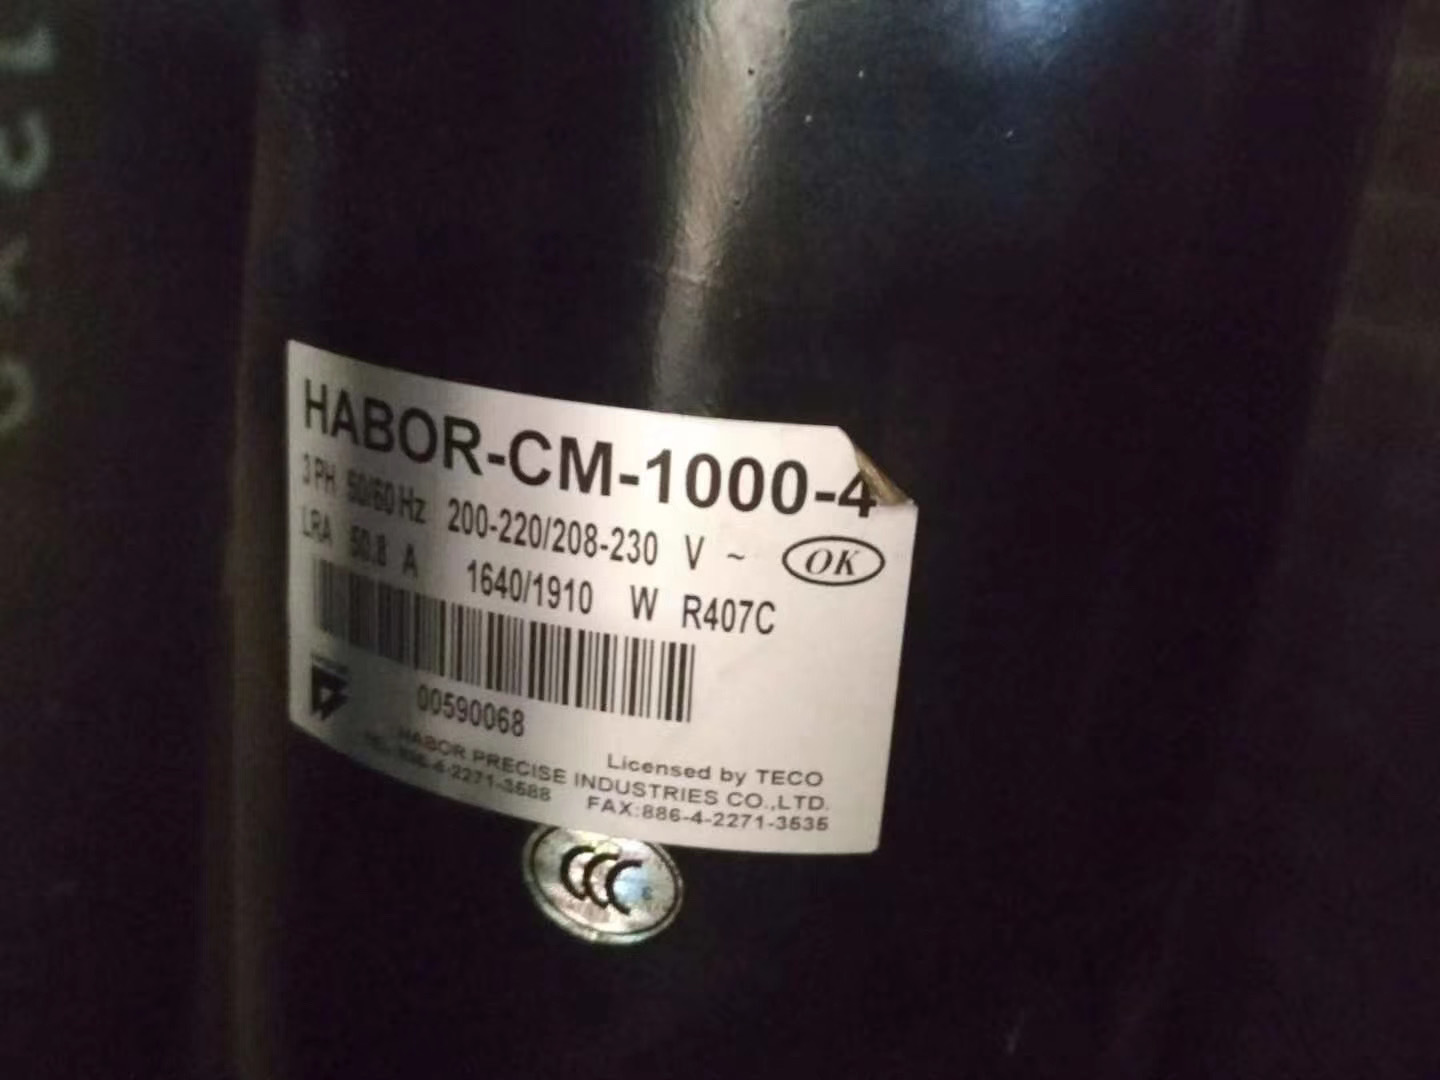 HABOR-CM-1000-4
3 PH 50/60 Hz 200-220/208-230 V ~ OK
LRA 50.8 A 1640/1910 W R407C
00590068
Licensed by TECO
HABOR PRECISE INDUSTRIES CO.,LTD.
TEL:886-4-2271-3588 FAX:886-4-2271-3535
CCC